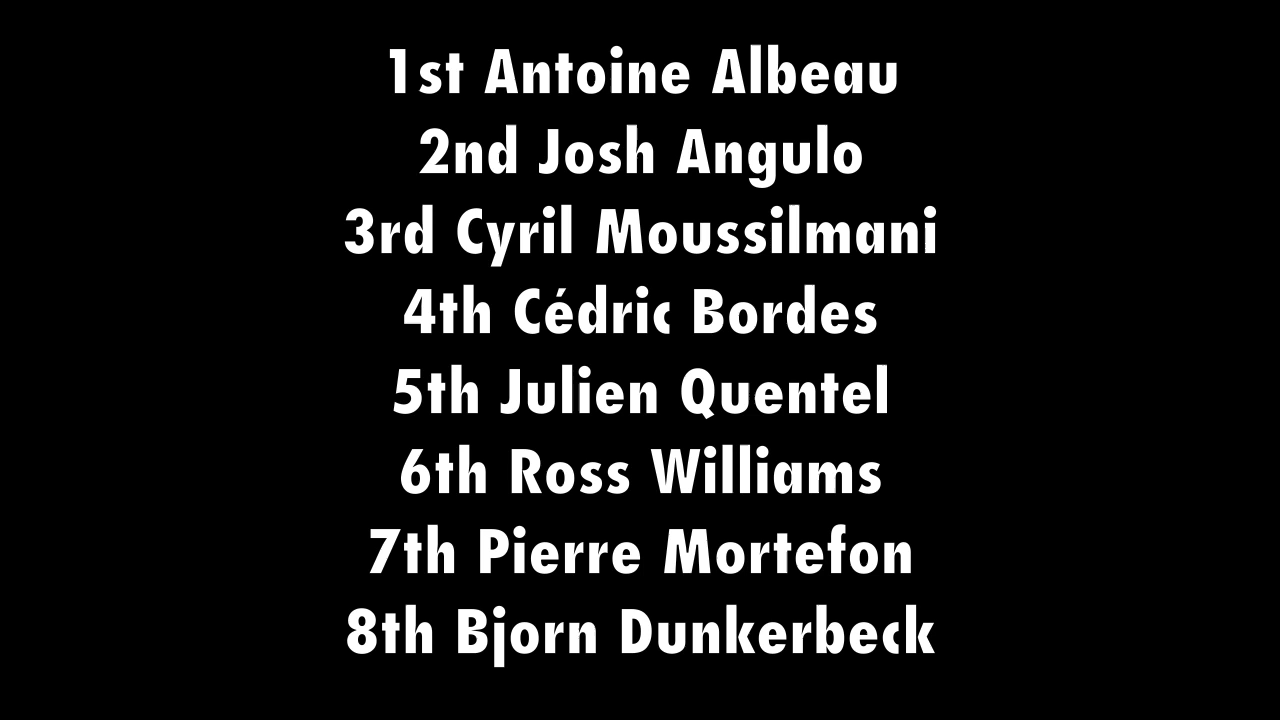 1st Antoine Albeau
2nd Josh Angulo
3rd Cyril Moussilmani
4th Cédric Bordes
5th Julien Quentel
6th Ross Williams
7th Pierre Mortefon
8th Bjorn Dunkerbeck